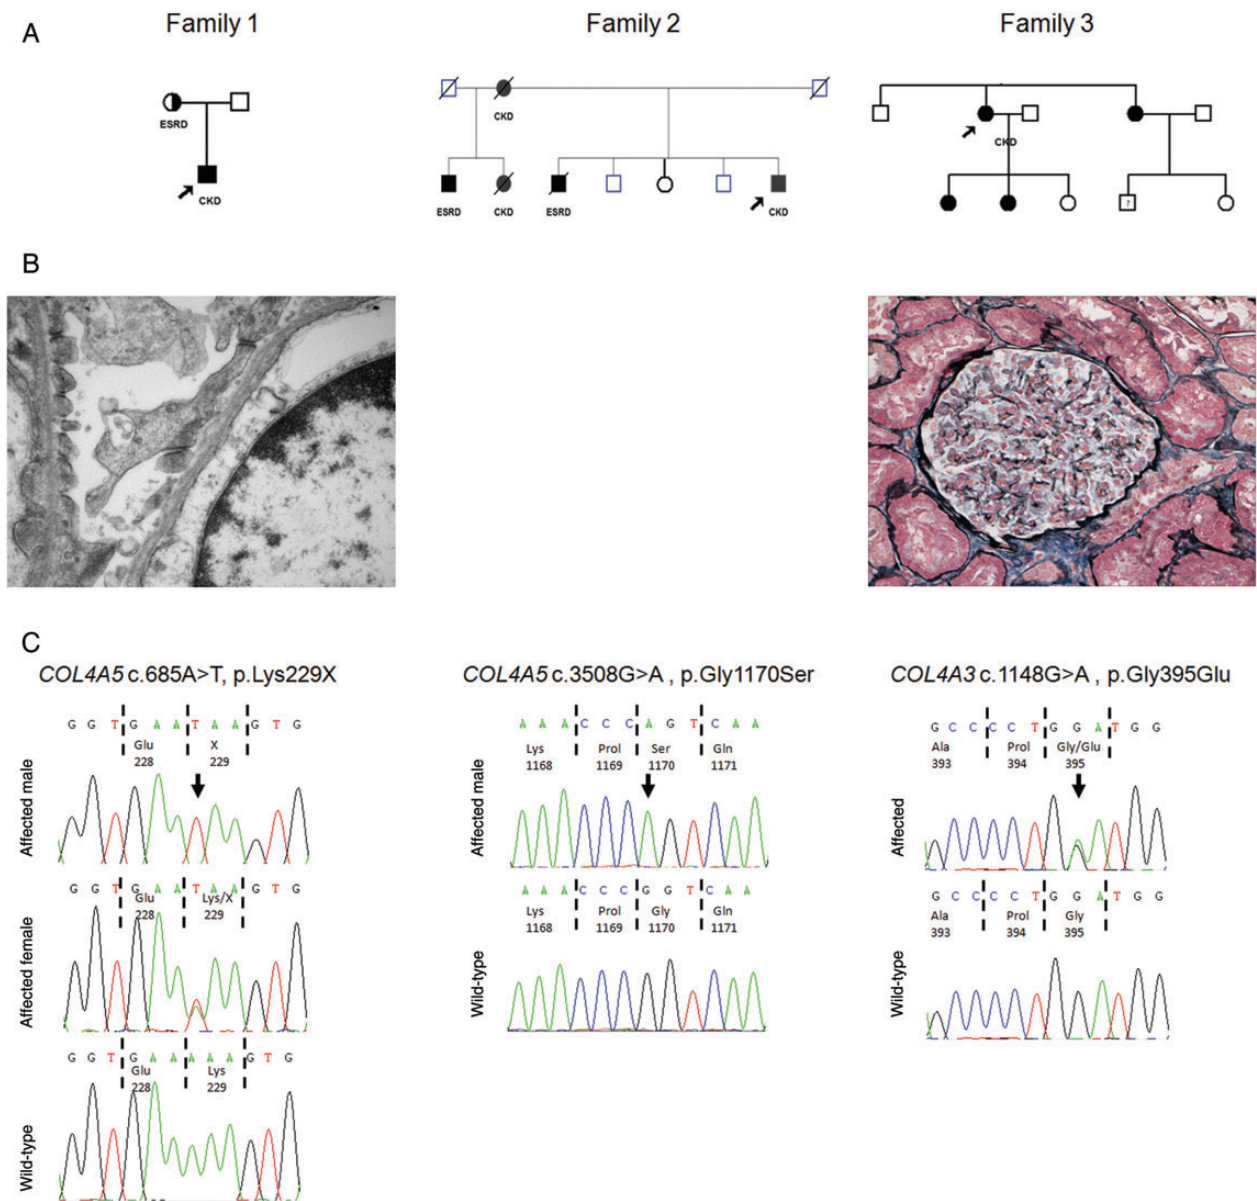 A
Family 1
Family 2
Family 3
ESRD
CKD
CKD
ESRD
CKD
ESRD
CKD
CKD
?
B
C
COL4A5 c.685A>T, p.Lys229X
COL4A5 c.3508G>A , p.Gly1170Ser
COL4A3 c.1148G>A , p.Gly395Glu
Affected male
G G T G A A T A A G T G
Glu X
228 229
Affected female
G G T G A A T A A G T G
Glu Lys/X
228 229
Wild-type
G G T G A A A A A G T G
Glu Lys
228 229
Affected male
A A A C C C A G T C A A
Lys Prol Ser Gln
1168 1169 1170 1171
Wild-type
A A A C C C G G T C A A
Lys Prol Gly Gln
1168 1169 1170 1171
Affected
G C C C C T G G A T G G
Ala Prol Gly/Glu
393 394 395
Wild-type
G C C C C T G G A T G G
Ala Prol Gly
393 394 395